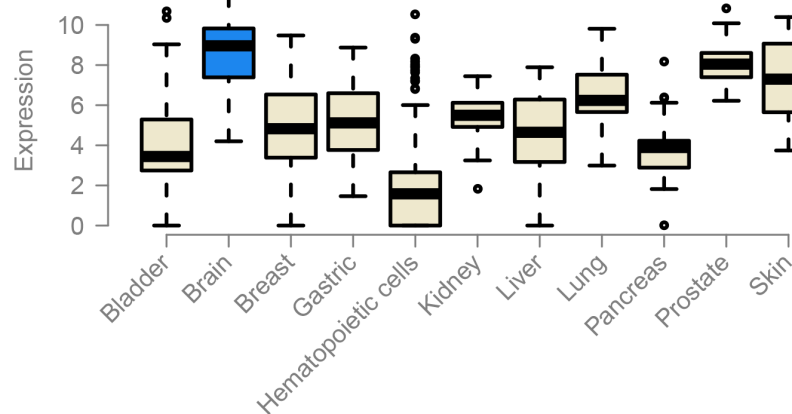 10
8
6
4
2
0
Expression
Bladder
Brain
Breast
Gastric
Hematopoietic cells
Kidney
Liver
Lung
Pancreas
Prostate
Skin